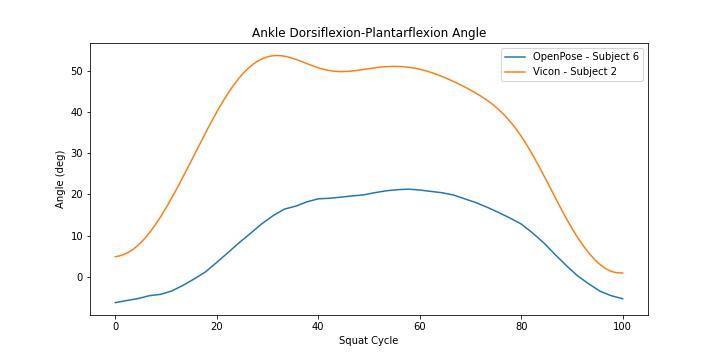 Ankle Dorsiflexion-Plantarflexion Angle
OpenPose - Subject 6
Vicon - Subject 2
Angle (deg)
50
40
30
20
10
0
0 20 40 60 80 100
Squat Cycle